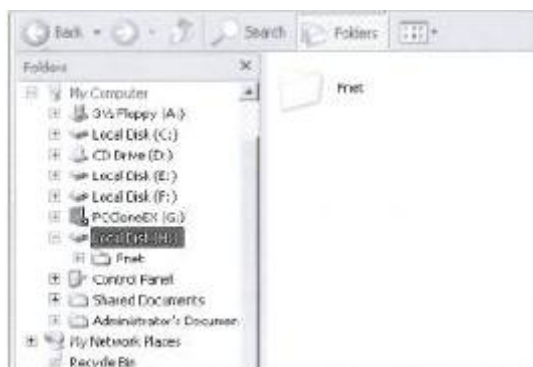 Back Search Folders
Folders
Fnet
My Computer
3½ Floppy (A:)
Local Disk (C:)
CD Drive (D:)
Local Disk (E:)
Local Disk (F:)
PCCloneEX (G:)
Local Disk (H:)
Fnet
Control Panel
Shared Documents
Administrator's Documen
My Network Places
Recycle Bin